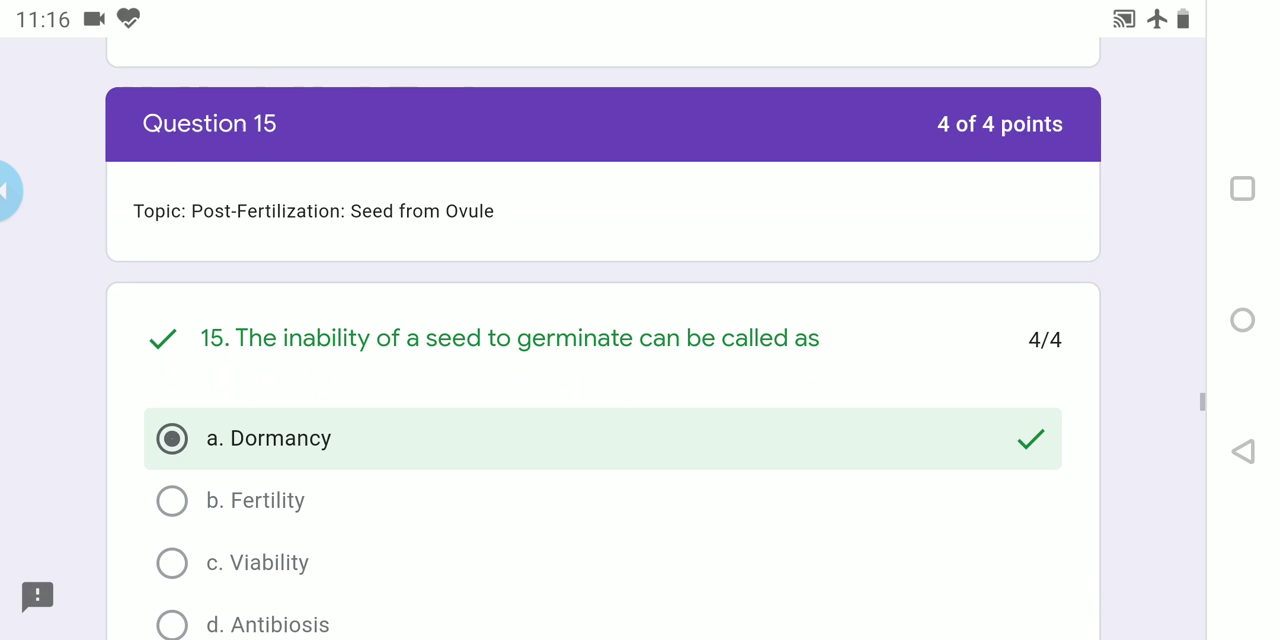 11:16
Question 15
4 of 4 points
Topic: Post-Fertilization: Seed from Ovule
15. The inability of a seed to germinate can be called as
4/4
a. Dormancy
b. Fertility
c. Viability
d. Antibiosis